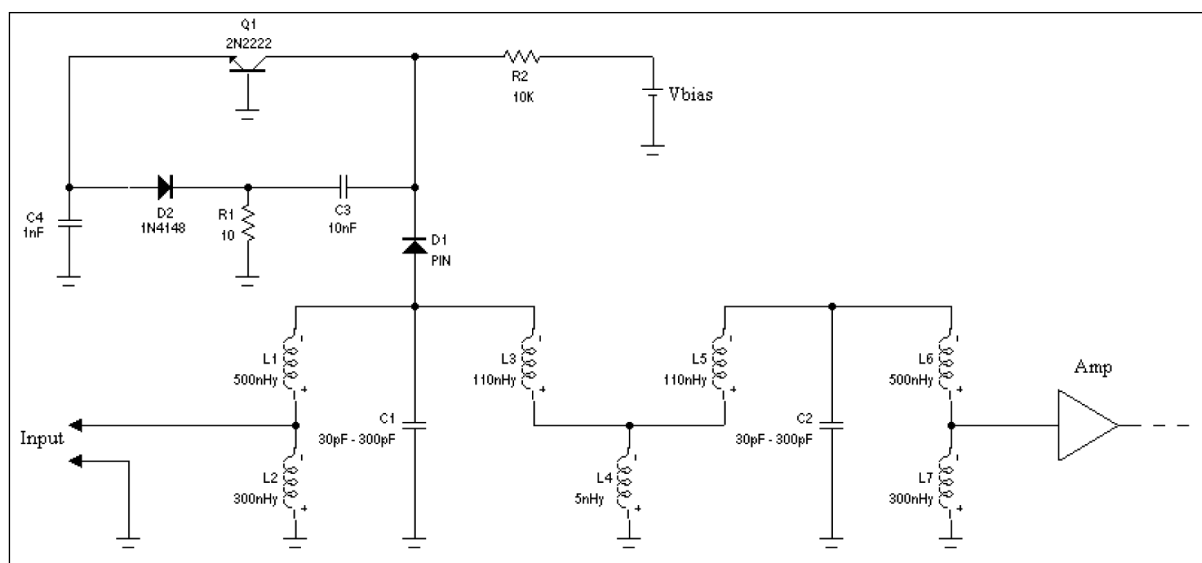 Q1
2N2222
R2
10K
Vbias
C4
1nF
D2
1N4148
R1
10
C3
10nF
D1
PIN
L1
500nHy
L3
110nHy
L5
110nHy
L6
500nHy
Amp
Input
C1
30pF - 300pF
C2
30pF - 300pF
L2
300nHy
L4
5nHy
L7
300nHy